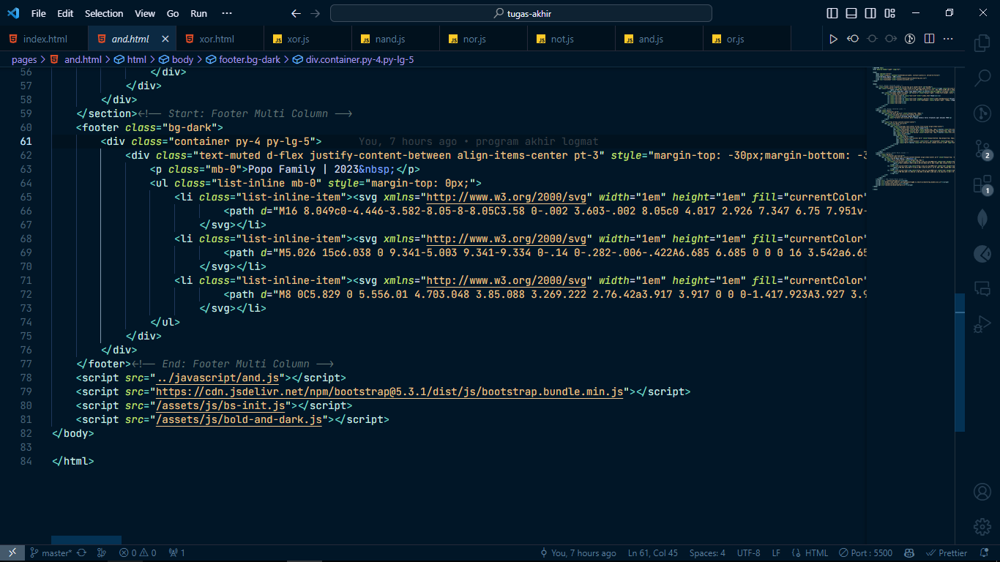 File Edit Selection View Go Run ··· tugas-akhir
index.html and.html xor.html JS xor.js JS nand.js JS nor.js JS not.js JS and.js JS or.js
pages > and.html > html > body > footer.bg-dark > div.container.py-4.py-lg-5
56 </div>
57 </div>
58 </div>
59 </section><!-- Start: Footer Multi Column -->
60 <footer class="bg-dark">
61 <div class="container py-4 py-lg-5"> You, 7 hours ago • program akhir logmat
62 <div class="text-muted d-flex justify-content-between align-items-center pt-3" style="margin-top: -30px;margin-bottom: -3
63 <p class="mb-0">Popo Family | 2023&nbsp;</p>
64 <ul class="list-inline mb-0" style="margin-top: 0px;">
65 <li class="list-inline-item"><svg xmlns="http://www.w3.org/2000/svg" width="1em" height="1em" fill="currentColor"
66 <path d="M16 8.049c0-4.446-3.582-8.05-8-8.05C3.58 0-.002 3.603-.002 8.05c0 4.017 2.926 7.347 6.75 7.951v-
67 </svg></li>
68 <li class="list-inline-item"><svg xmlns="http://www.w3.org/2000/svg" width="1em" height="1em" fill="currentColor"
69 <path d="M5.026 15c6.038 0 9.341-5.003 9.341-9.334 0-.14 0-.282-.006-.422A6.685 6.685 0 0 0 16 3.542a6.65
70 </svg></li>
71 <li class="list-inline-item"><svg xmlns="http://www.w3.org/2000/svg" width="1em" height="1em" fill="currentColor"
72 <path d="M8 0C5.829 0 5.556.01 4.703.048 3.85.088 3.269.222 2.76.42a3.917 3.917 0 0 0-1.417.923A3.927 3.9
73 </svg></li>
74 </ul>
75 </div>
76 </div>
77 </footer><!-- End: Footer Multi Column -->
78 <script src="../javascript/and.js"></script>
79 <script src="https://cdn.jsdelivr.net/npm/bootstrap@5.3.1/dist/js/bootstrap.bundle.min.js"></script>
80 <script src="/assets/js/bs-init.js"></script>
81 <script src="/assets/js/bold-and-dark.js"></script>
82 </body>
83
84 </html>
2
1
master* 0 0 1 You, 7 hours ago Ln 61, Col 45 Spaces: 4 UTF-8 LF HTML Port : 5500 Prettier